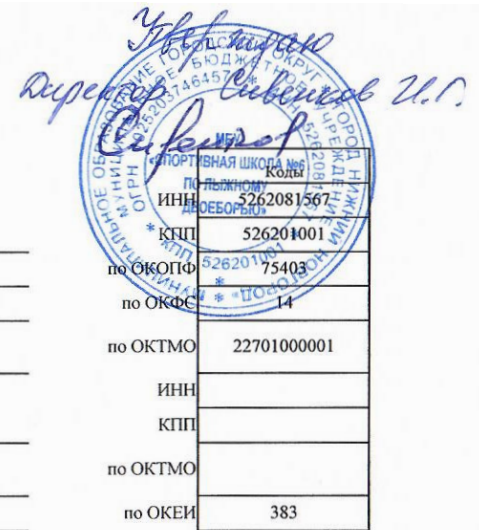 Утверждаю
Директор Сивенков И.Г.
МБУ
«СПОРТИВНАЯ ШКОЛА №6
ПО ЛЫЖНОМУ
ДВОЕБОРЬЮ»
Коды
ИНН 5262081567
КПП 526201001
по ОКОПФ 75403
по ОКФС 14
по ОКТМО 22701000001
ИНН
КПП
по ОКТМО
по ОКЕИ 383